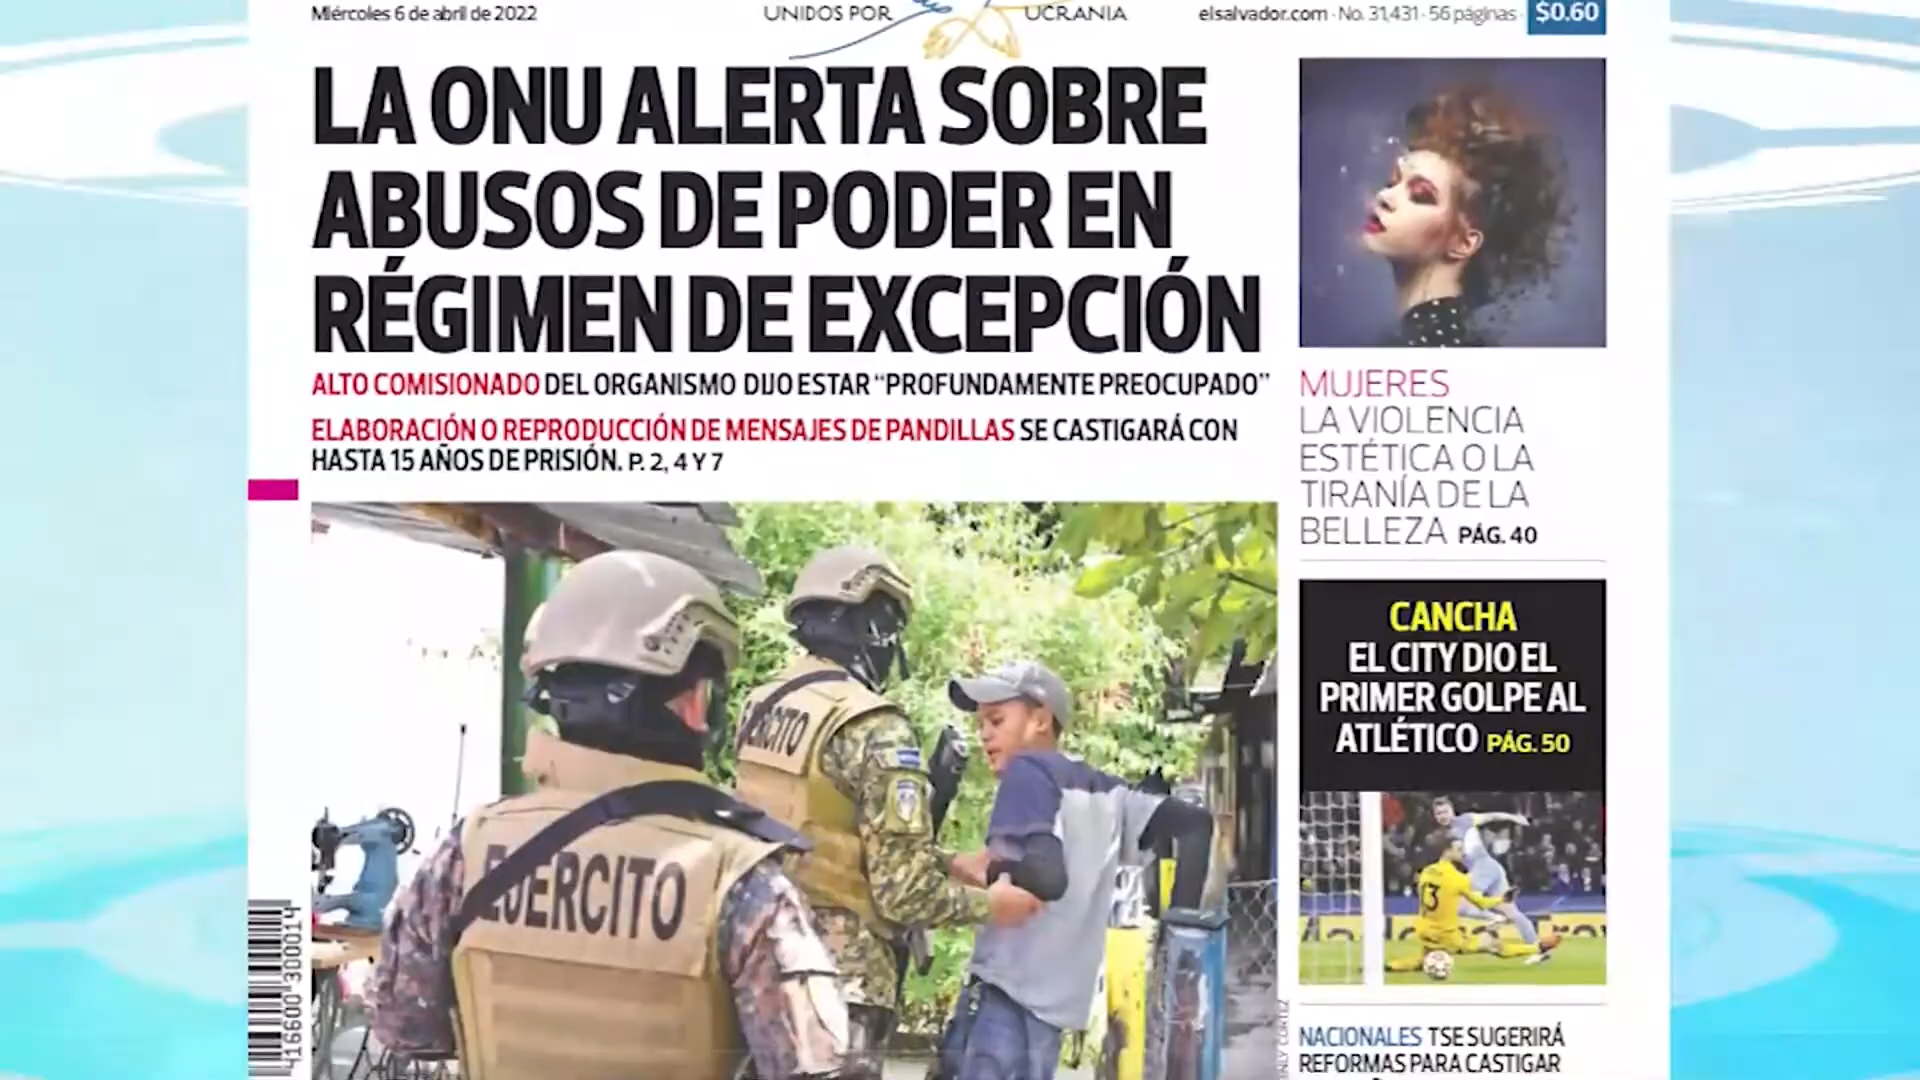 Miércoles 6 de abril de 2022
UNIDOS POR UCRANIA
elsalvador.com · No. 31,431 · 56 páginas · $0.60
LA ONU ALERTA SOBRE
ABUSOS DE PODER EN
RÉGIMEN DE EXCEPCIÓN
ALTO COMISIONADO DEL ORGANISMO DIJO ESTAR “PROFUNDAMENTE PREOCUPADO”
ELABORACIÓN O REPRODUCCIÓN DE MENSAJES DE PANDILLAS SE CASTIGARÁ CON
HASTA 15 AÑOS DE PRISIÓN. P. 2, 4 Y 7
EJÉRCITO
EJÉRCITO
MUJERES
LA VIOLENCIA
ESTÉTICA O LA
TIRANÍA DE LA
BELLEZA PÁG. 40
CANCHA
EL CITY DIO EL
PRIMER GOLPE AL
ATLÉTICO PÁG. 50
13
NACIONALES TSE SUGERIRÁ
REFORMAS PARA CASTIGAR